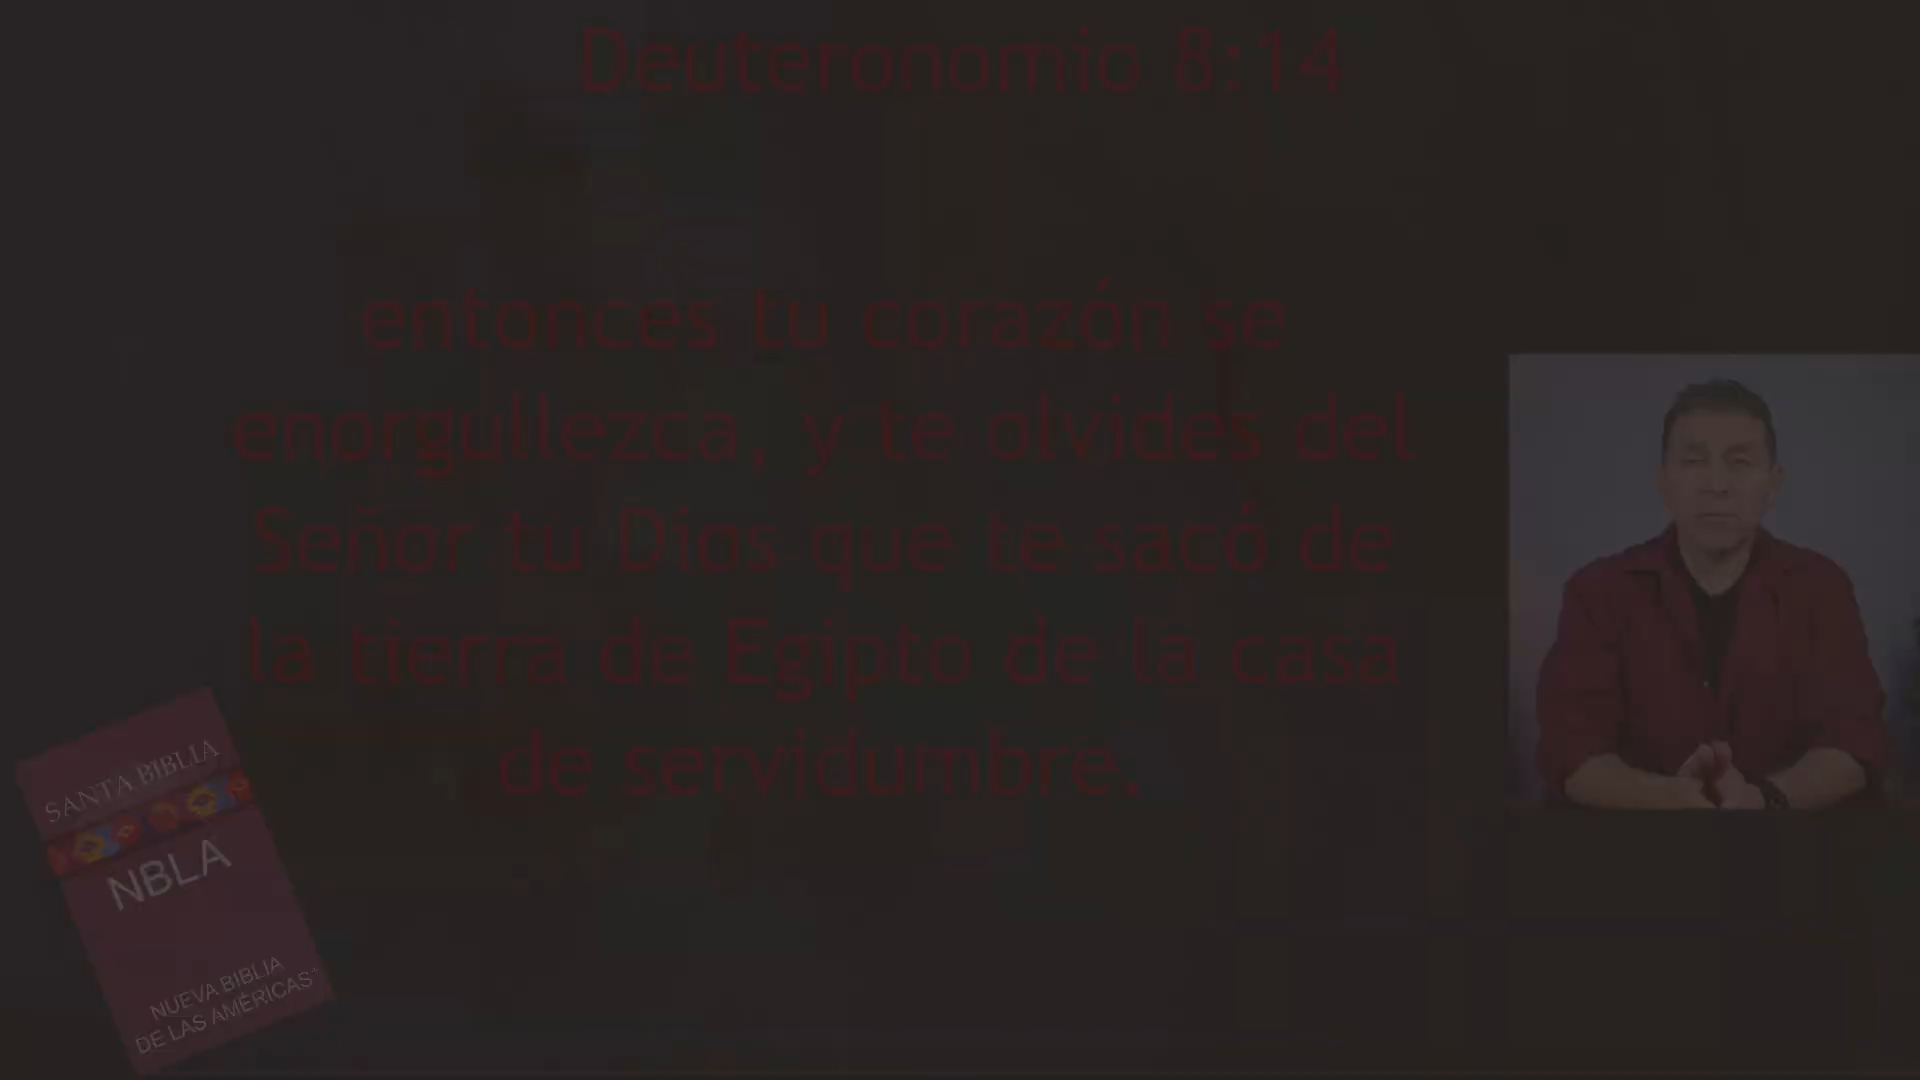 Deuteronomio 8:14
entonces tu corazón se
enorgullezca, y te olvides del
Señor tu Dios que te sacó de
la tierra de Egipto de la casa
de servidumbre.
SANTA BIBLIA
NBLA
NUEVA BIBLIA
DE LAS AMÉRICAS